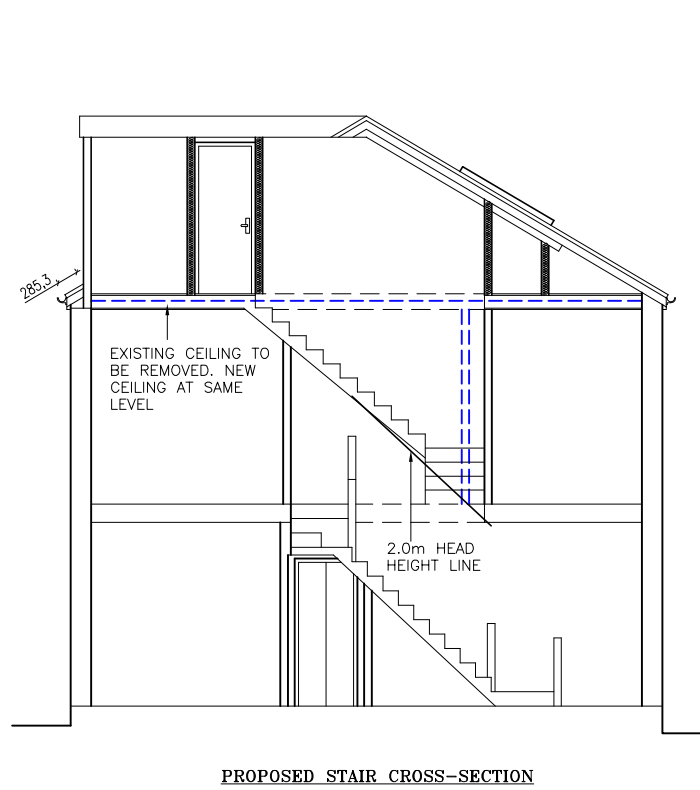 285,3
EXISTING CEILING TO
BE REMOVED. NEW
CEILING AT SAME
LEVEL
2.0m HEAD
HEIGHT LINE
PROPOSED STAIR CROSS-SECTION